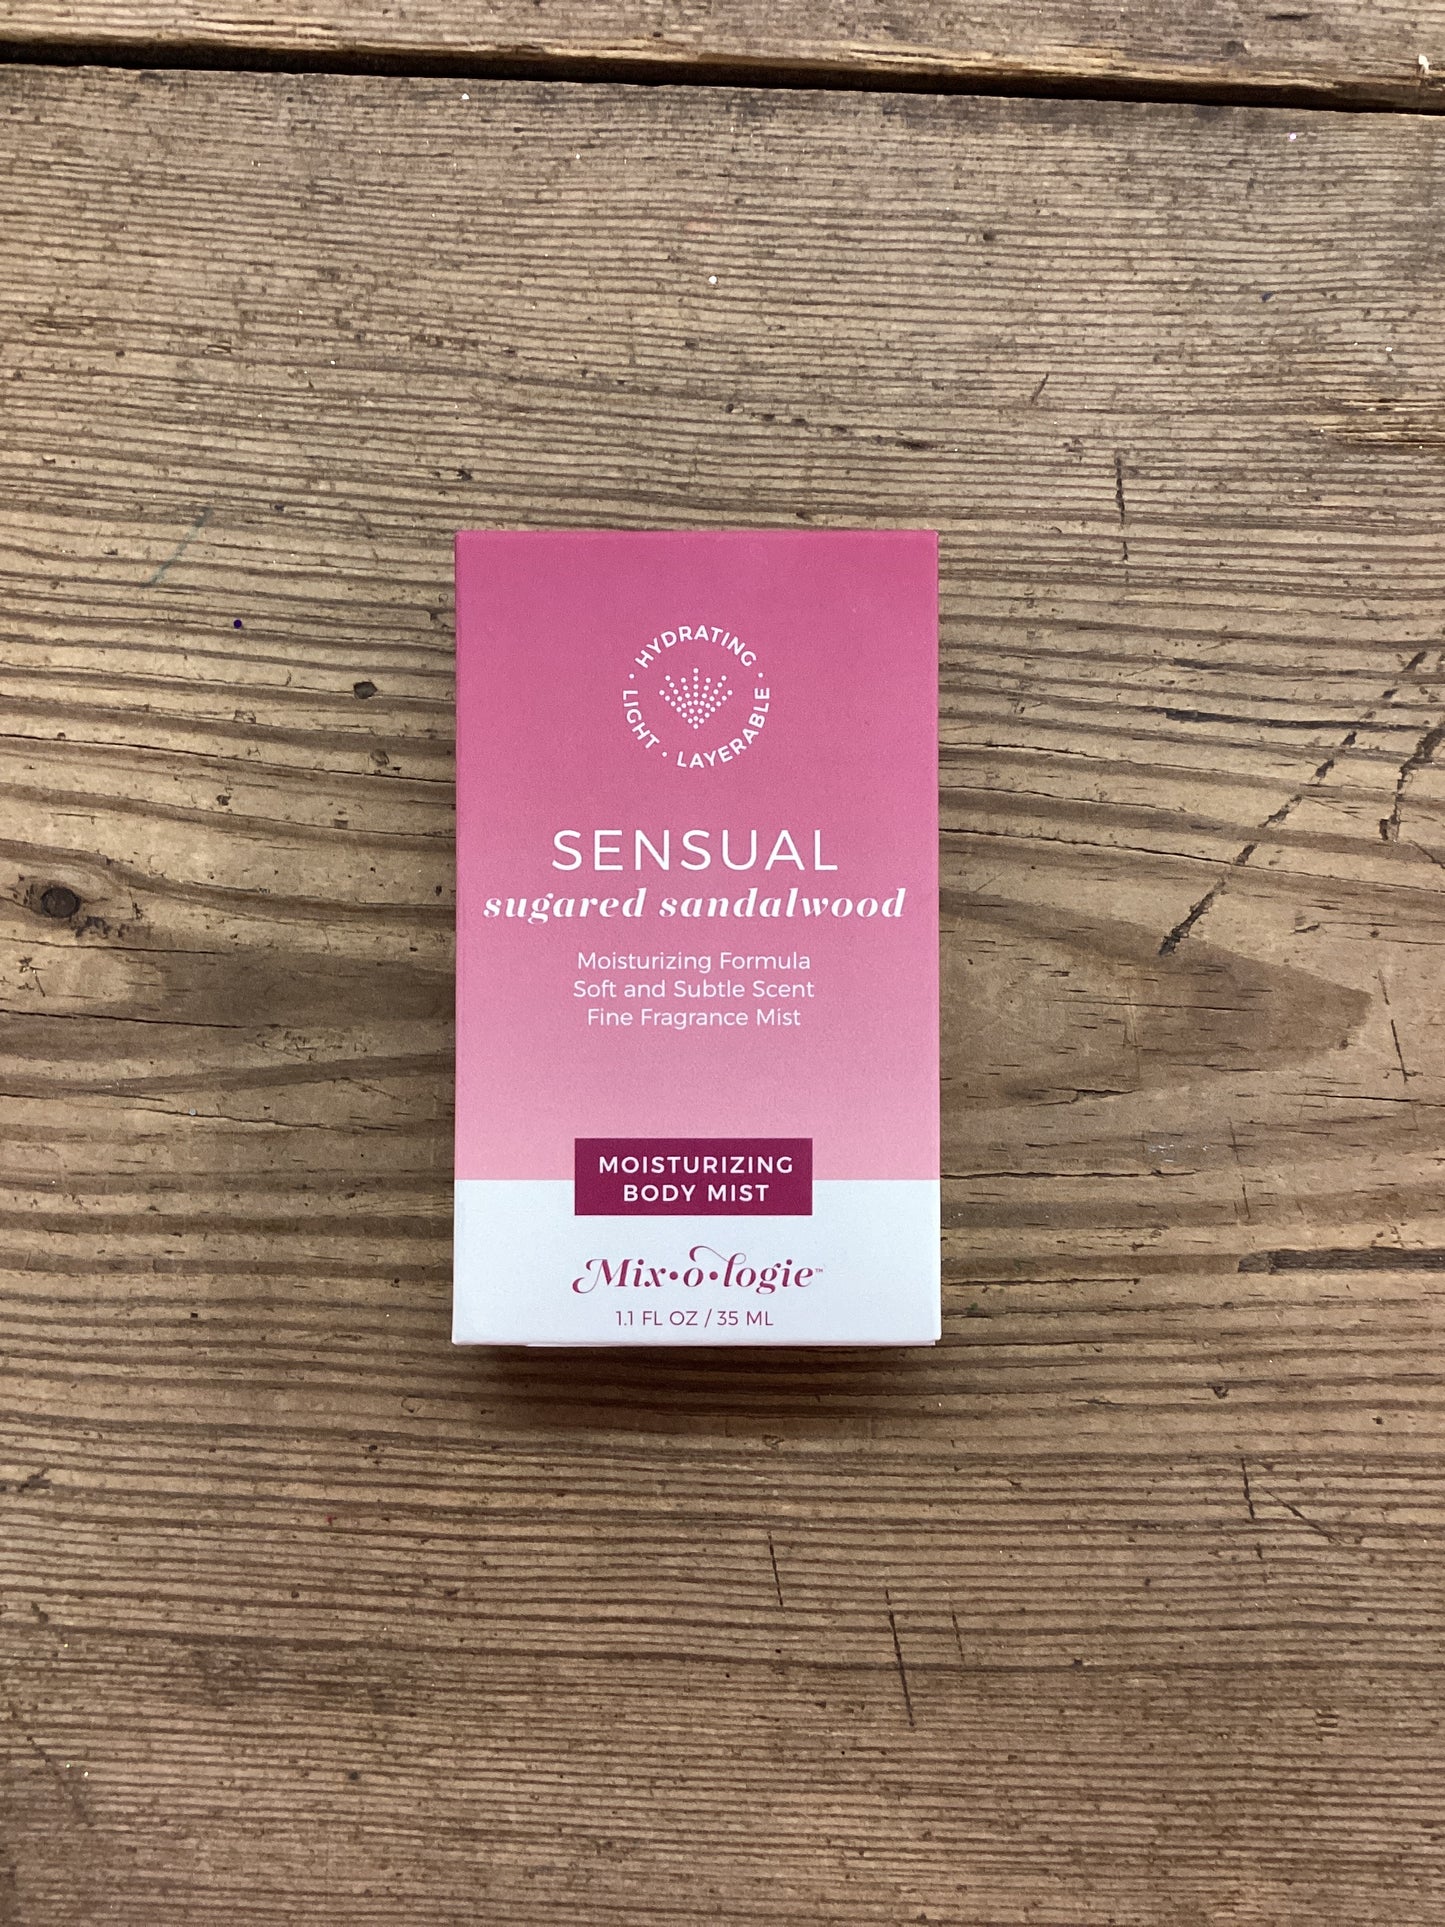 • HYDRATING •
LIGHT • LAYERABLE
SENSUAL
sugared sandalwood
Moisturizing Formula
Soft and Subtle Scent
Fine Fragrance Mist
MOISTURIZING
BODY MIST
Mix•o•logie™
1.1 FL OZ / 35 ML